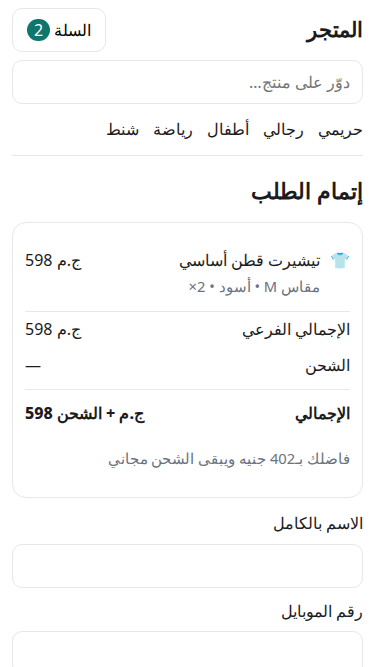 المتجر
السلة 2
دوّر على منتج...
حريمي رجالي أطفال رياضة شنط
إتمام الطلب
تيشيرت قطن أساسي 598 ج.م
مقاس M • أسود • 2×
الإجمالي الفرعي 598 ج.م
الشحن —
الإجمالي 598 ج.م + الشحن
فاضلك بـ402 جنيه ويبقى الشحن مجاني
الاسم بالكامل
رقم الموبايل